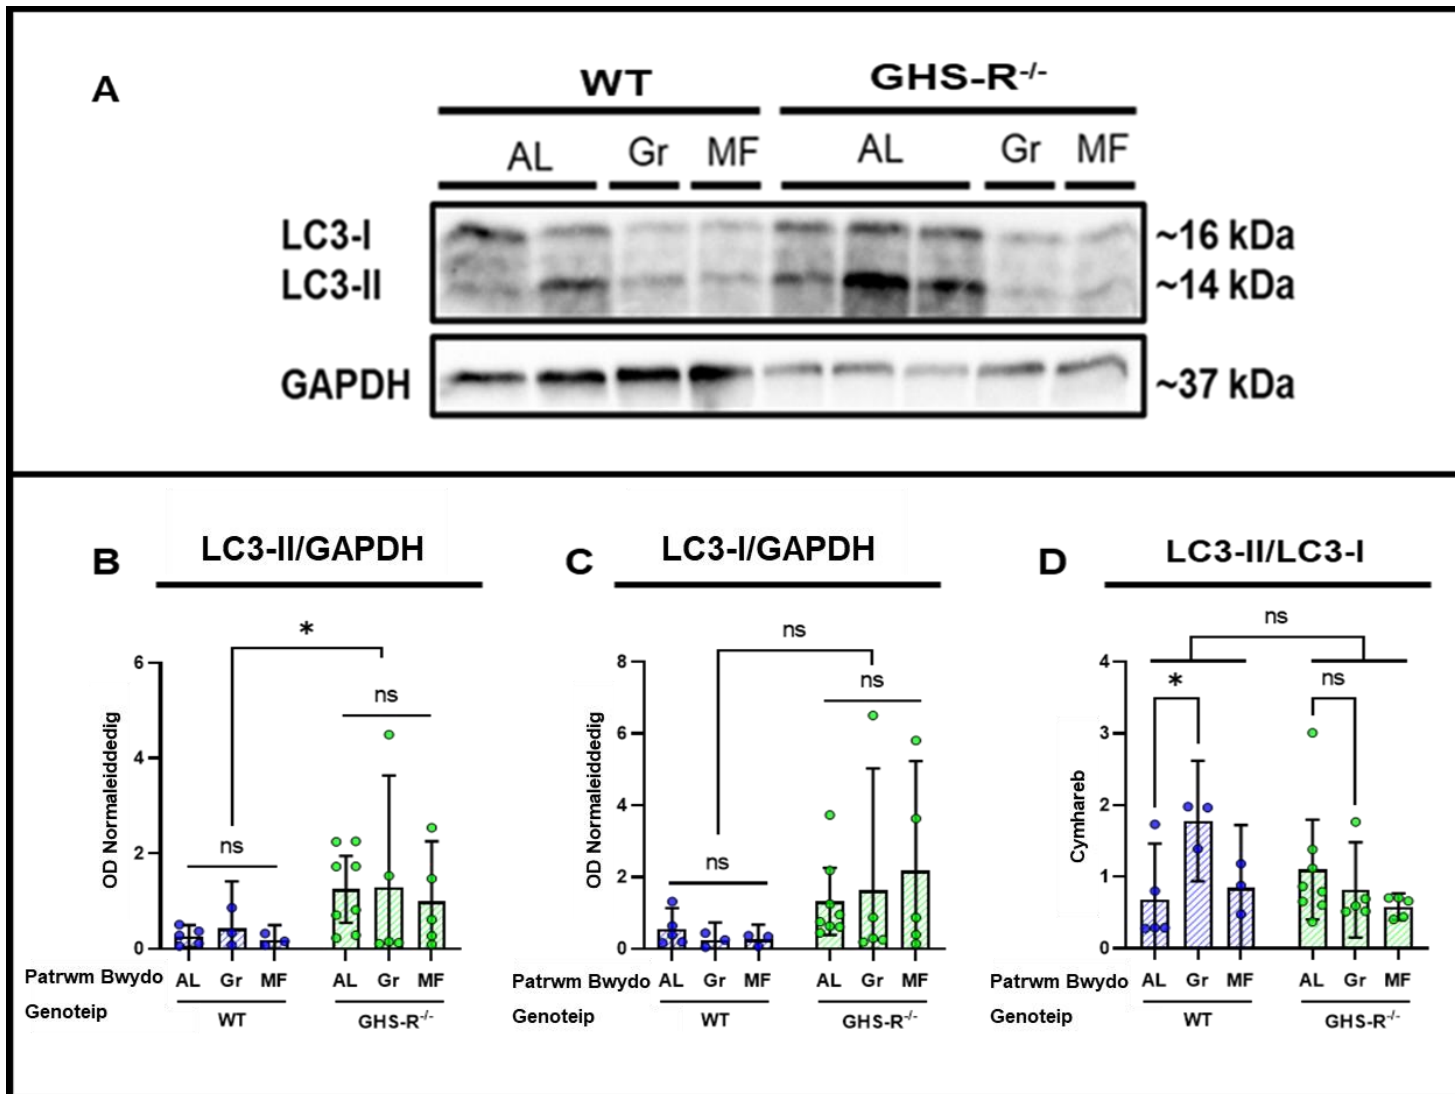 A
WT GHS-R-/-
AL Gr MF AL Gr MF
LC3-I ~16 kDa
LC3-II ~14 kDa
GAPDH ~37 kDa
B LC3-II/GAPDH
*
ns
ns
OD Normaleiddedig
6
4
2
0
Patrwm Bwydo AL Gr MF AL Gr MF
Genoteip WT GHS-R-/-
C LC3-I/GAPDH
ns
ns
ns
OD Normaleiddedig
8
6
4
2
0
Patrwm Bwydo AL Gr MF AL Gr MF
Genoteip WT GHS-R-/-
D LC3-II/LC3-I
ns
* ns
Cymhareb
4
3
2
1
0
Patrwm Bwydo AL Gr MF AL Gr MF
Genoteip WT GHS-R-/-